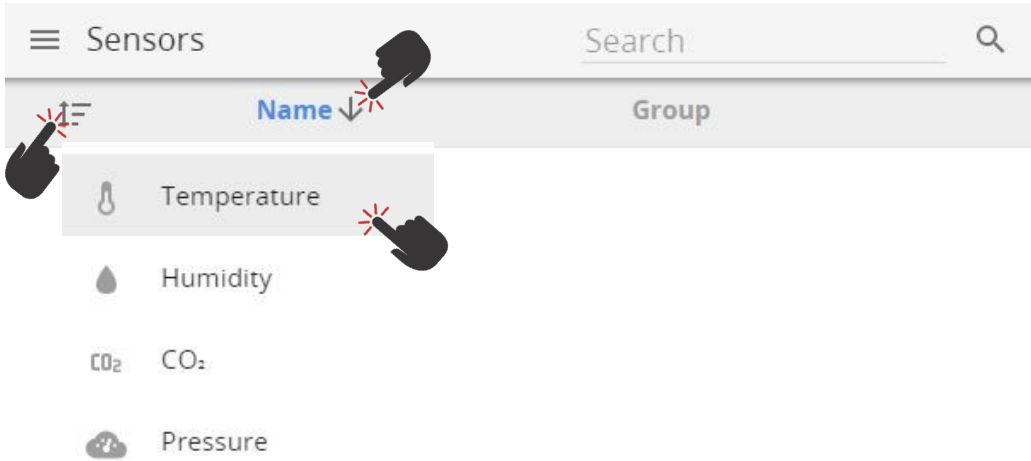 Sensors Search
Name Group
Temperature
Humidity
CO₂ CO₂
Pressure